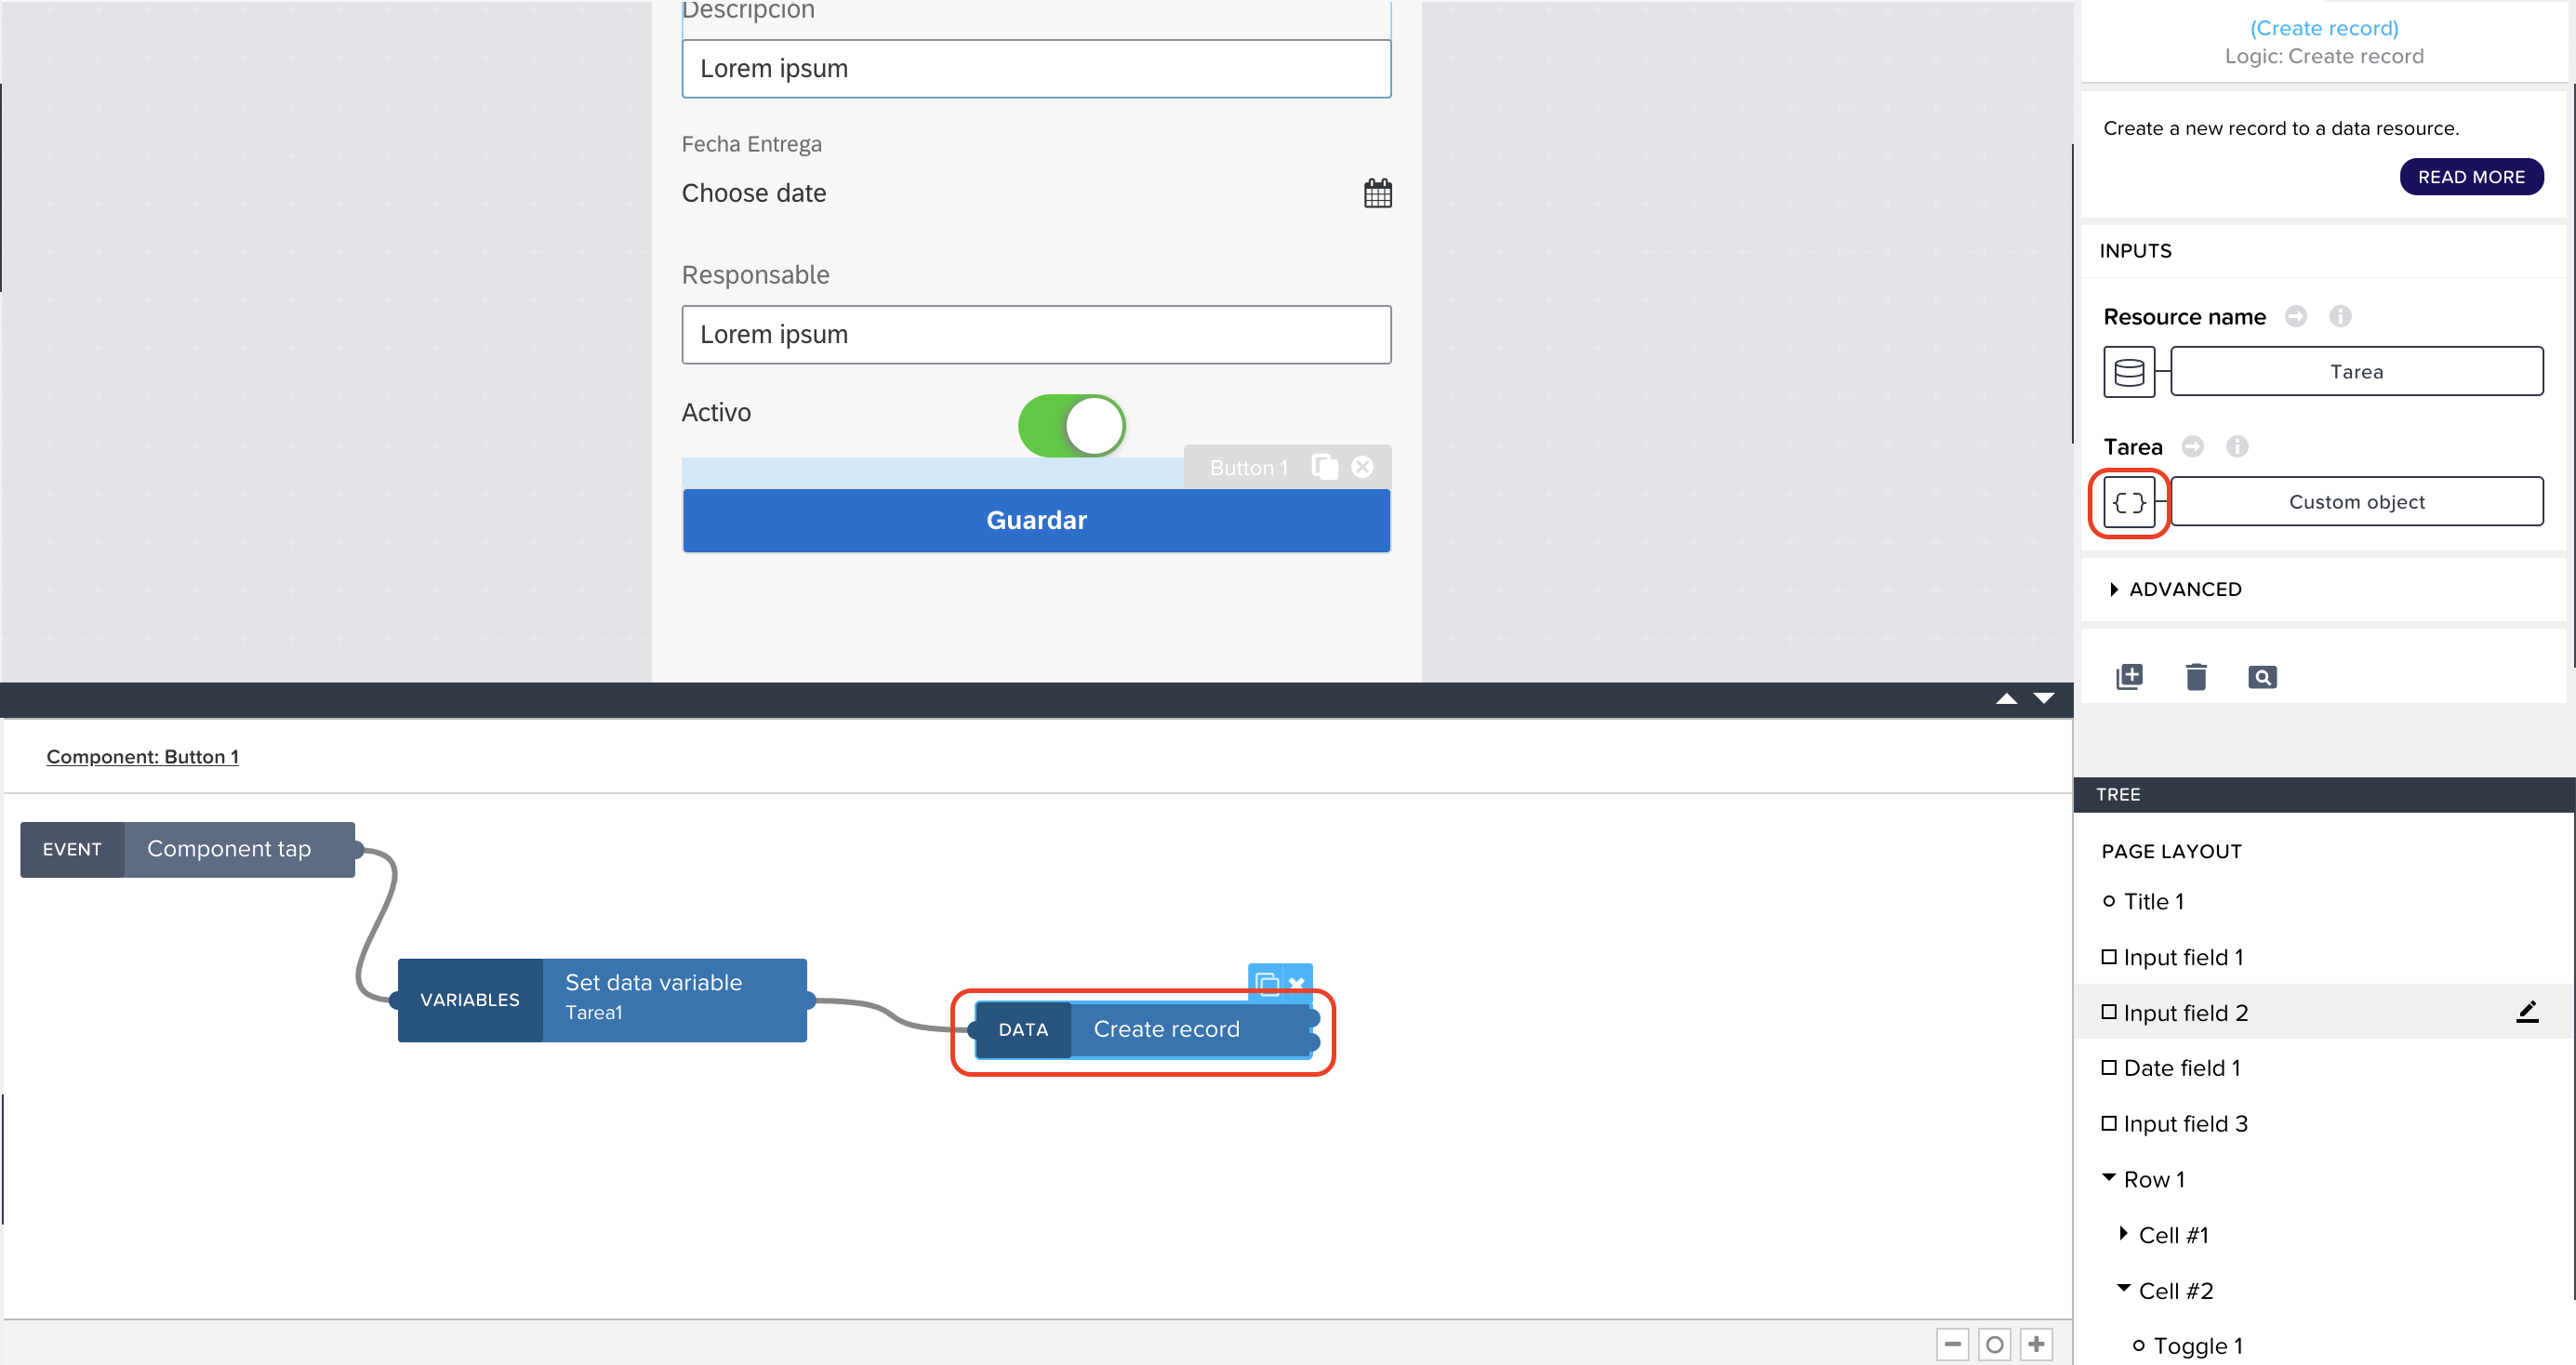 Descripción
Lorem ipsum
Fecha Entrega
Choose date
Responsable
Lorem ipsum
Activo
Button 1
Guardar
(Create record)
Logic: Create record
Create a new record to a data resource.
READ MORE
INPUTS
Resource name
Tarea
Tarea
{ } Custom object
ADVANCED
Component: Button 1
EVENT Component tap
VARIABLES Set data variable
Tarea1
DATA Create record
TREE
PAGE LAYOUT
Title 1
Input field 1
Input field 2
Date field 1
Input field 3
Row 1
Cell #1
Cell #2
Toggle 1